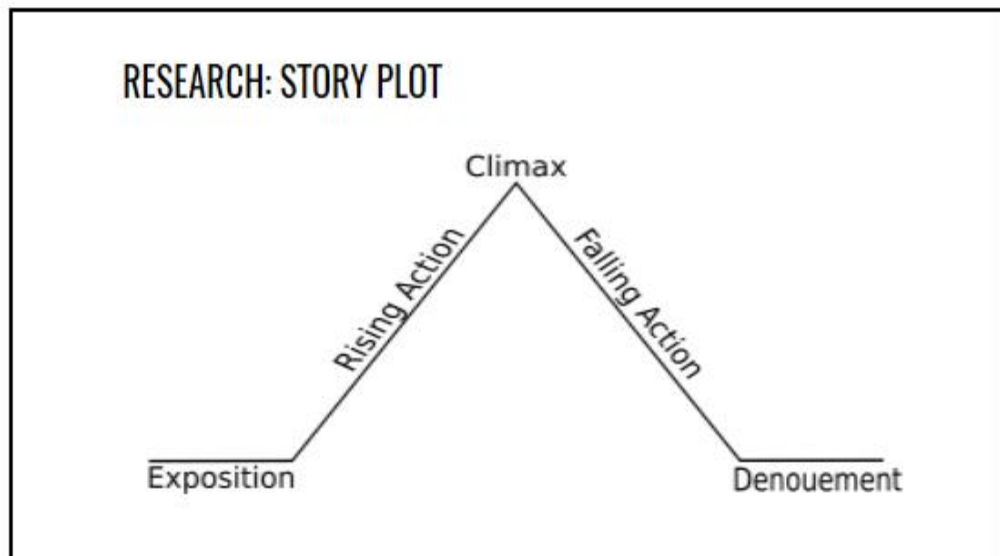 RESEARCH: STORY PLOT
Climax
Rising Action
Falling Action
Exposition
Denouement